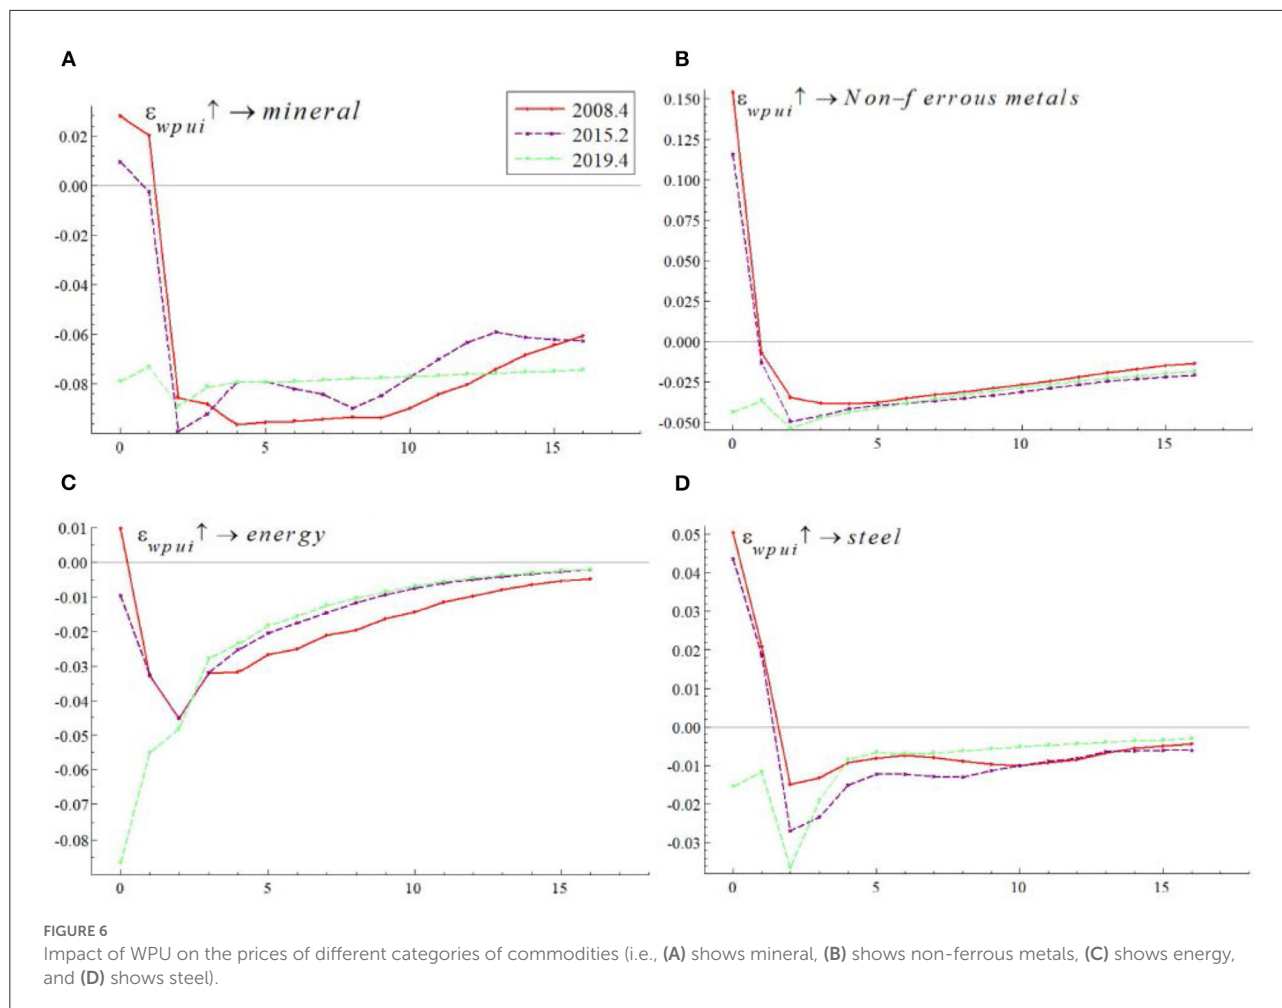 A
ε wpui ↑ → mineral
2008.4
2015.2
2019.4
0.02
0.00
-0.02
-0.04
-0.06
-0.08
0 5 10 15
B
ε wpui ↑ → Non-f errous metals
0.150
0.125
0.100
0.075
0.050
0.025
0.000
-0.025
-0.050
0 5 10 15
C
ε wpui ↑ → energy
0.01
0.00
-0.01
-0.02
-0.03
-0.04
-0.05
-0.06
-0.07
-0.08
0 5 10 15
D
ε wpui ↑ → steel
0.05
0.04
0.03
0.02
0.01
0.00
-0.01
-0.02
-0.03
0 5 10 15
FIGURE 6
Impact of WPU on the prices of different categories of commodities (i.e., (A) shows mineral, (B) shows non-ferrous metals, (C) shows energy,
and (D) shows steel).